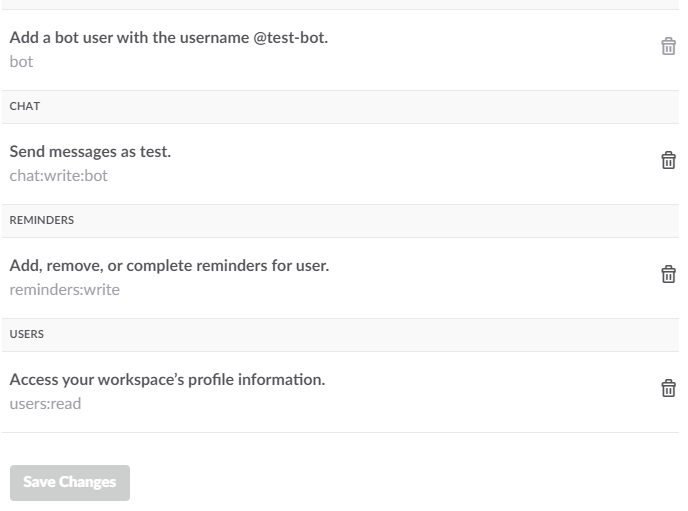 Add a bot user with the username @test-bot.
bot
CHAT
Send messages as test.
chat:write:bot
REMINDERS
Add, remove, or complete reminders for user.
reminders:write
USERS
Access your workspace’s profile information.
users:read
Save Changes